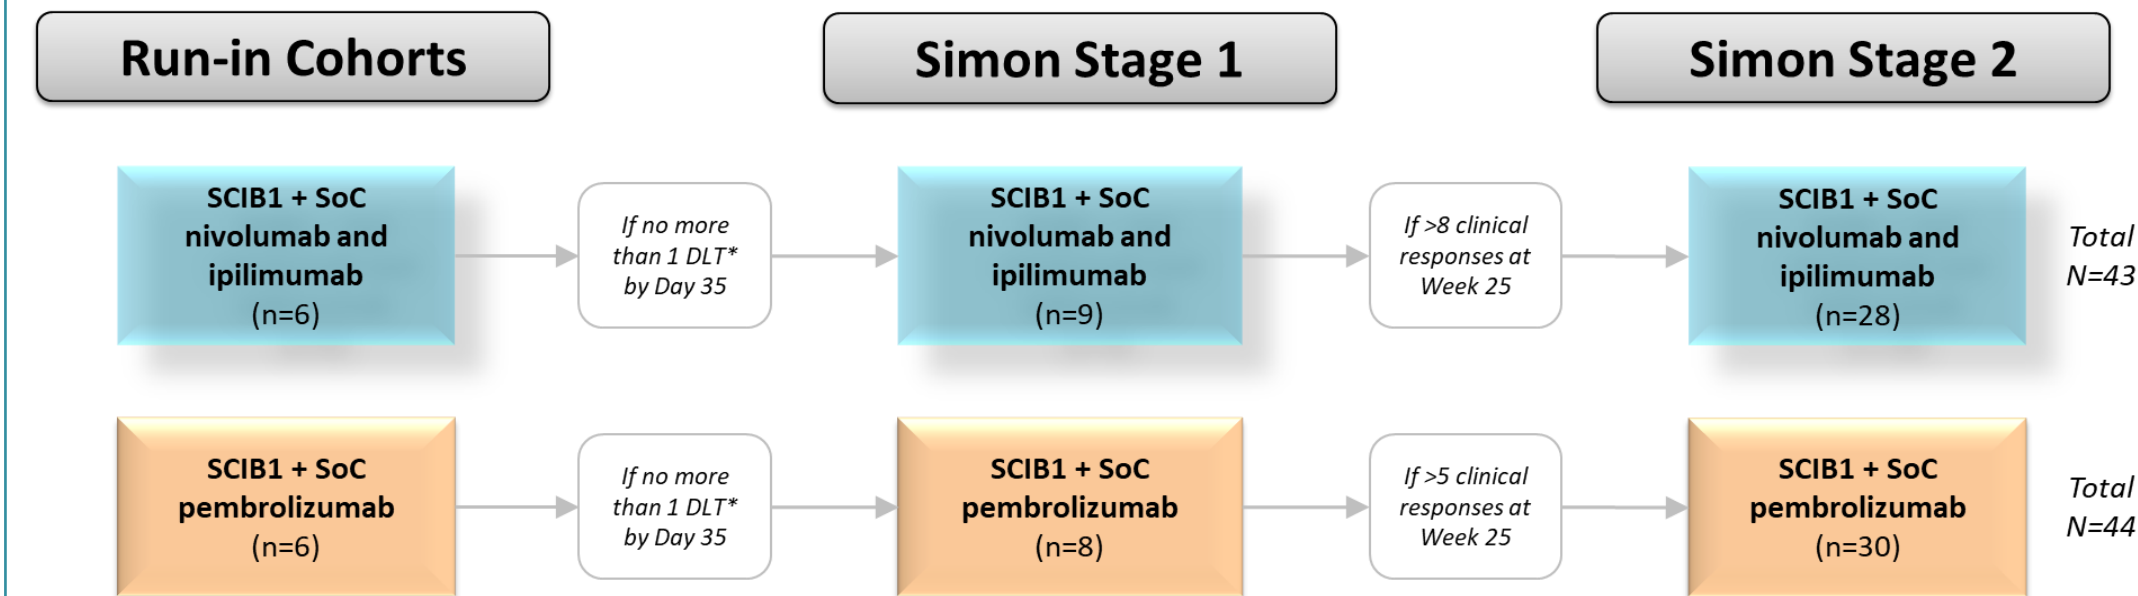 Run-in Cohorts
Simon Stage 1
Simon Stage 2
SCIB1 + SoC
nivolumab and
ipilimumab
(n=6)
If no more
than 1 DLT*
by Day 35
SCIB1 + SoC
nivolumab and
ipilimumab
(n=9)
If >8 clinical
responses at
Week 25
SCIB1 + SoC
nivolumab and
ipilimumab
(n=28)
Total
N=43
SCIB1 + SoC
pembrolizumab
(n=6)
If no more
than 1 DLT*
by Day 35
SCIB1 + SoC
pembrolizumab
(n=8)
If >5 clinical
responses at
Week 25
SCIB1 + SoC
pembrolizumab
(n=30)
Total
N=44